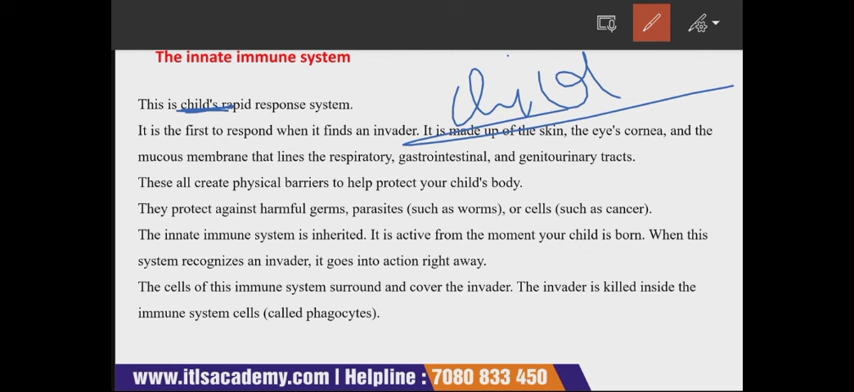 The innate immune system
This is child's rapid response system.
child
It is the first to respond when it finds an invader. It is made up of the skin, the eye's cornea, and the
mucous membrane that lines the respiratory, gastrointestinal, and genitourinary tracts.
These all create physical barriers to help protect your child's body.
They protect against harmful germs, parasites (such as worms), or cells (such as cancer).
The innate immune system is inherited. It is active from the moment your child is born. When this
system recognizes an invader, it goes into action right away.
The cells of this immune system surround and cover the invader. The invader is killed inside the
immune system cells (called phagocytes).
www.itlsacademy.com | Helpline : 7080 833 450